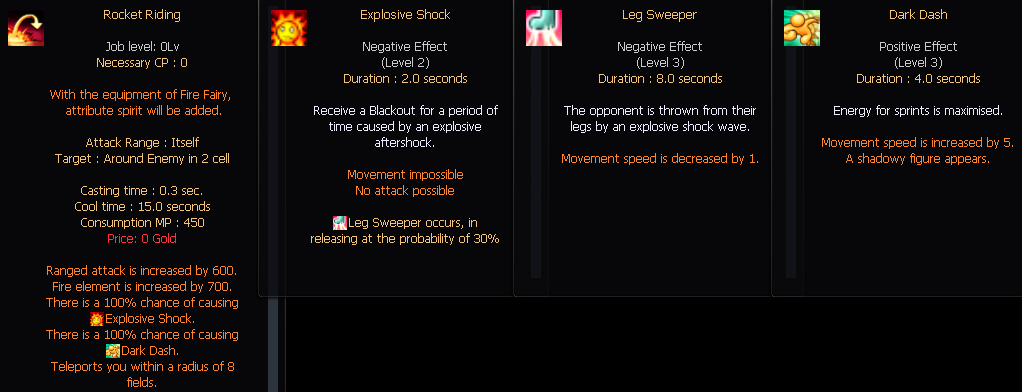 Rocket Riding
Job level: 0Lv
Necessary CP : 0
With the equipment of Fire Fairy,
attribute spirit will be added.
Attack Range : Itself
Target : Around Enemy in 2 cell
Casting time : 0.3 sec.
Cool time : 15.0 seconds
Consumption MP : 450
Price: 0 Gold
Ranged attack is increased by 600.
Fire element is increased by 700.
There is a 100% chance of causing
Explosive Shock.
There is a 100% chance of causing
Dark Dash.
Teleports you within a radius of 8
fields.
Explosive Shock
Negative Effect
(Level 2)
Duration : 2.0 seconds
Receive a Blackout for a period of
time caused by an explosive
aftershock.
Movement impossible
No attack possible
Leg Sweeper occurs, in
releasing at the probability of 30%
Leg Sweeper
Negative Effect
(Level 3)
Duration : 8.0 seconds
The opponent is thrown from their
legs by an explosive shock wave.
Movement speed is decreased by 1.
Dark Dash
Positive Effect
(Level 3)
Duration : 4.0 seconds
Energy for sprints is maximised.
Movement speed is increased by 5.
A shadowy figure appears.